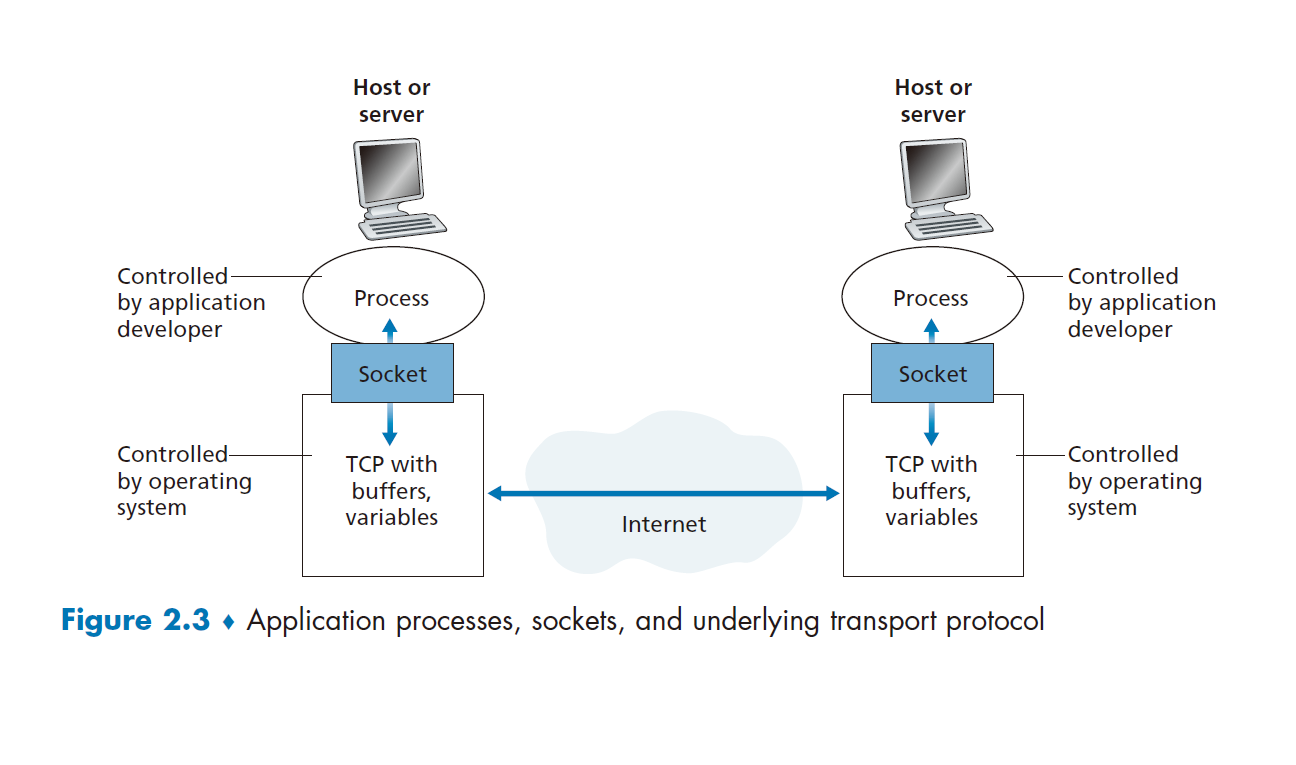 Host or
server
Host or
server
Controlled
by application
developer
Process
Process
Controlled
by application
developer
Socket
Socket
Controlled
by operating
system
TCP with
buffers,
variables
Internet
TCP with
buffers,
variables
Controlled
by operating
system
Figure 2.3 ♦ Application processes, sockets, and underlying transport protocol